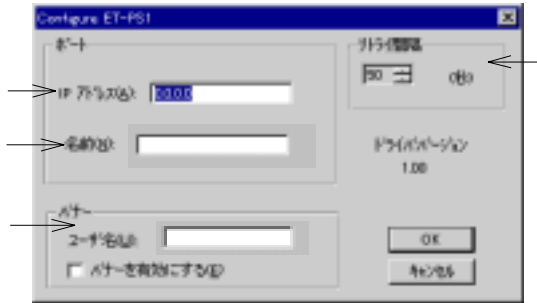 Configure ET-PS1
ポート
リトライ間隔
IP アドレス(A):
0.0.0.0
90
(秒)
名前(N):
ドライババージョン
1.00
バナー
ユーザ名(U):
バナーを有効にする(E)
OK
キャンセル